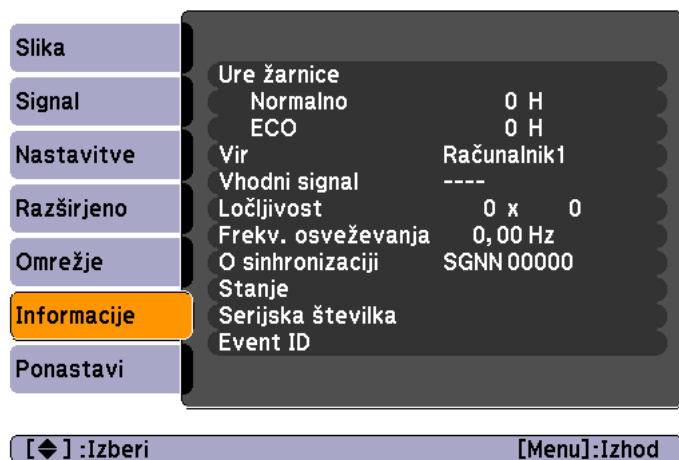 Slika
Signal
Nastavitve
Razširjeno
Omrežje
Informacije
Ponastavi
Ure žarnice
Normalno 0 H
ECO 0 H
Vir Računalnik1
Vhodni signal ----
Ločljivost 0 x 0
Frekv. osveževanja 0,00 Hz
O sinhronizaciji SGNN 00000
Stanje
Serijska številka
Event ID
[◆] :Izberi [Menu]:Izhod